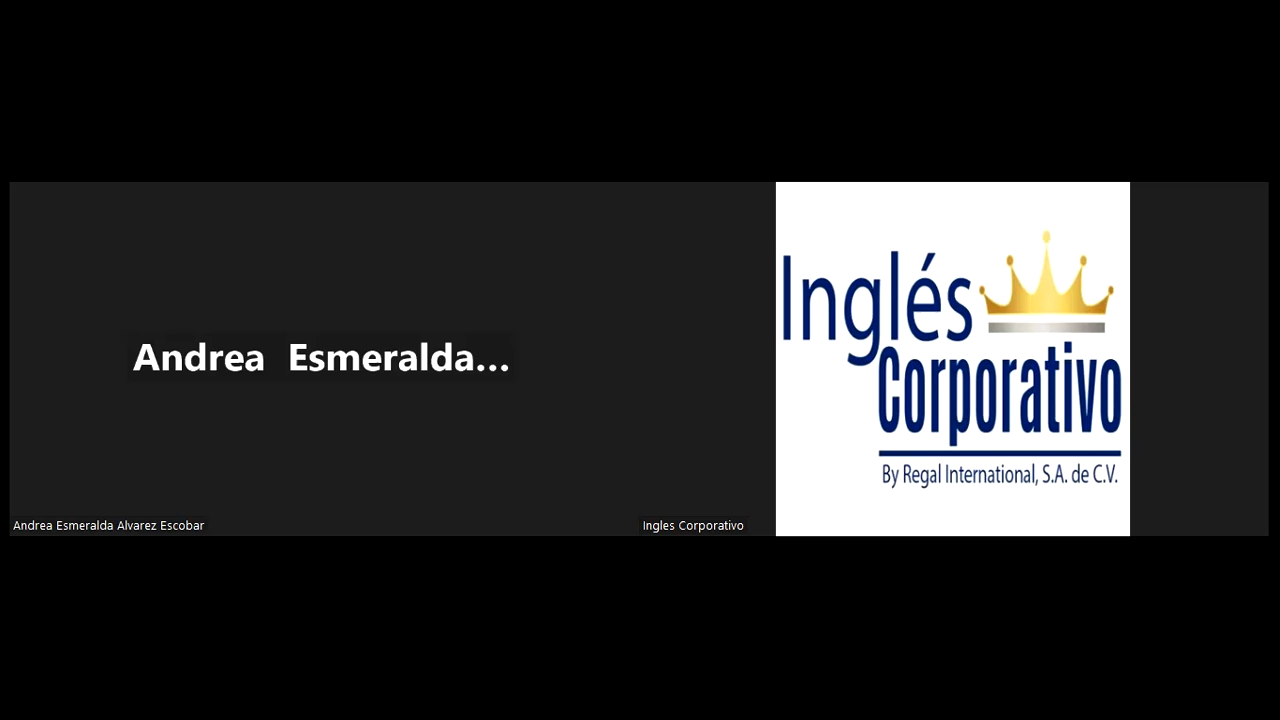 Andrea Esmeralda...
Andrea Esmeralda Alvarez Escobar
Inglés
Corporativo
By Regal International, S.A. de C.V.
Ingles Corporativo